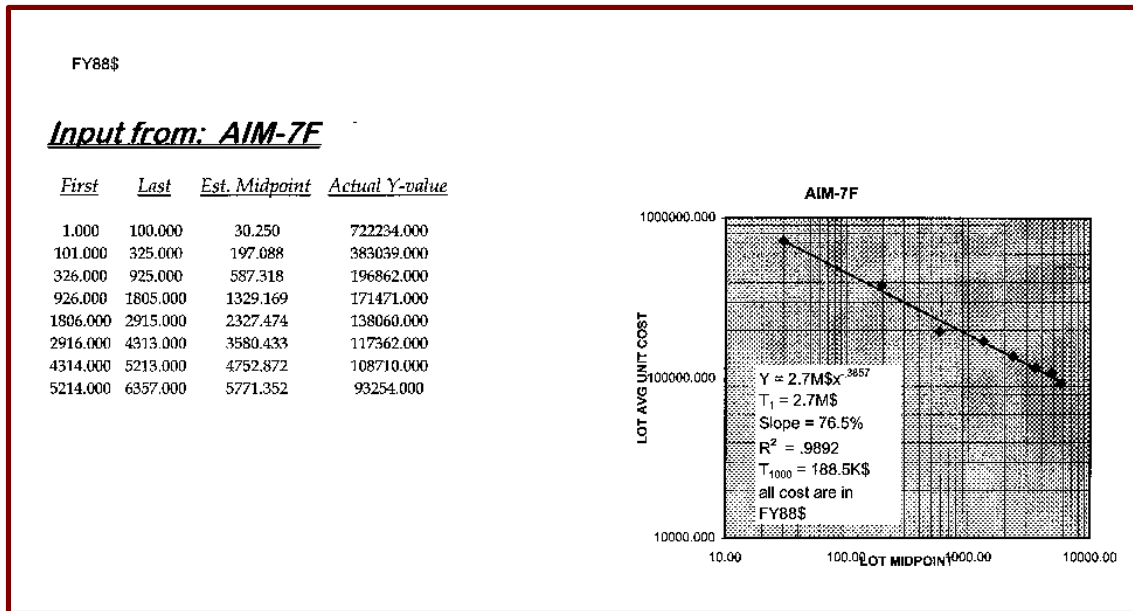 FY88$
Input from: AIM-7F
First Last Est. Midpoint Actual Y-value
1.000 100.000 30.250 722234.000
101.000 325.000 197.088 383039.000
326.000 925.000 587.318 196862.000
926.000 1805.000 1329.169 171471.000
1806.000 2915.000 2327.474 138060.000
2916.000 4313.000 3580.433 117362.000
4314.000 5213.000 4752.872 108710.000
5214.000 6357.000 5771.352 93254.000
AIM-7F
1000000.000
100000.000
10000.000
LOT AVG UNIT COST
Y = 2.7M$x^-.3857
T₁ = 2.7M$
Slope = 76.5%
R² = .9892
T₁₀₀₀ = 188.5K$
all cost are in
FY88$
10.00 100.00 1000.00 10000.00
LOT MIDPOINT